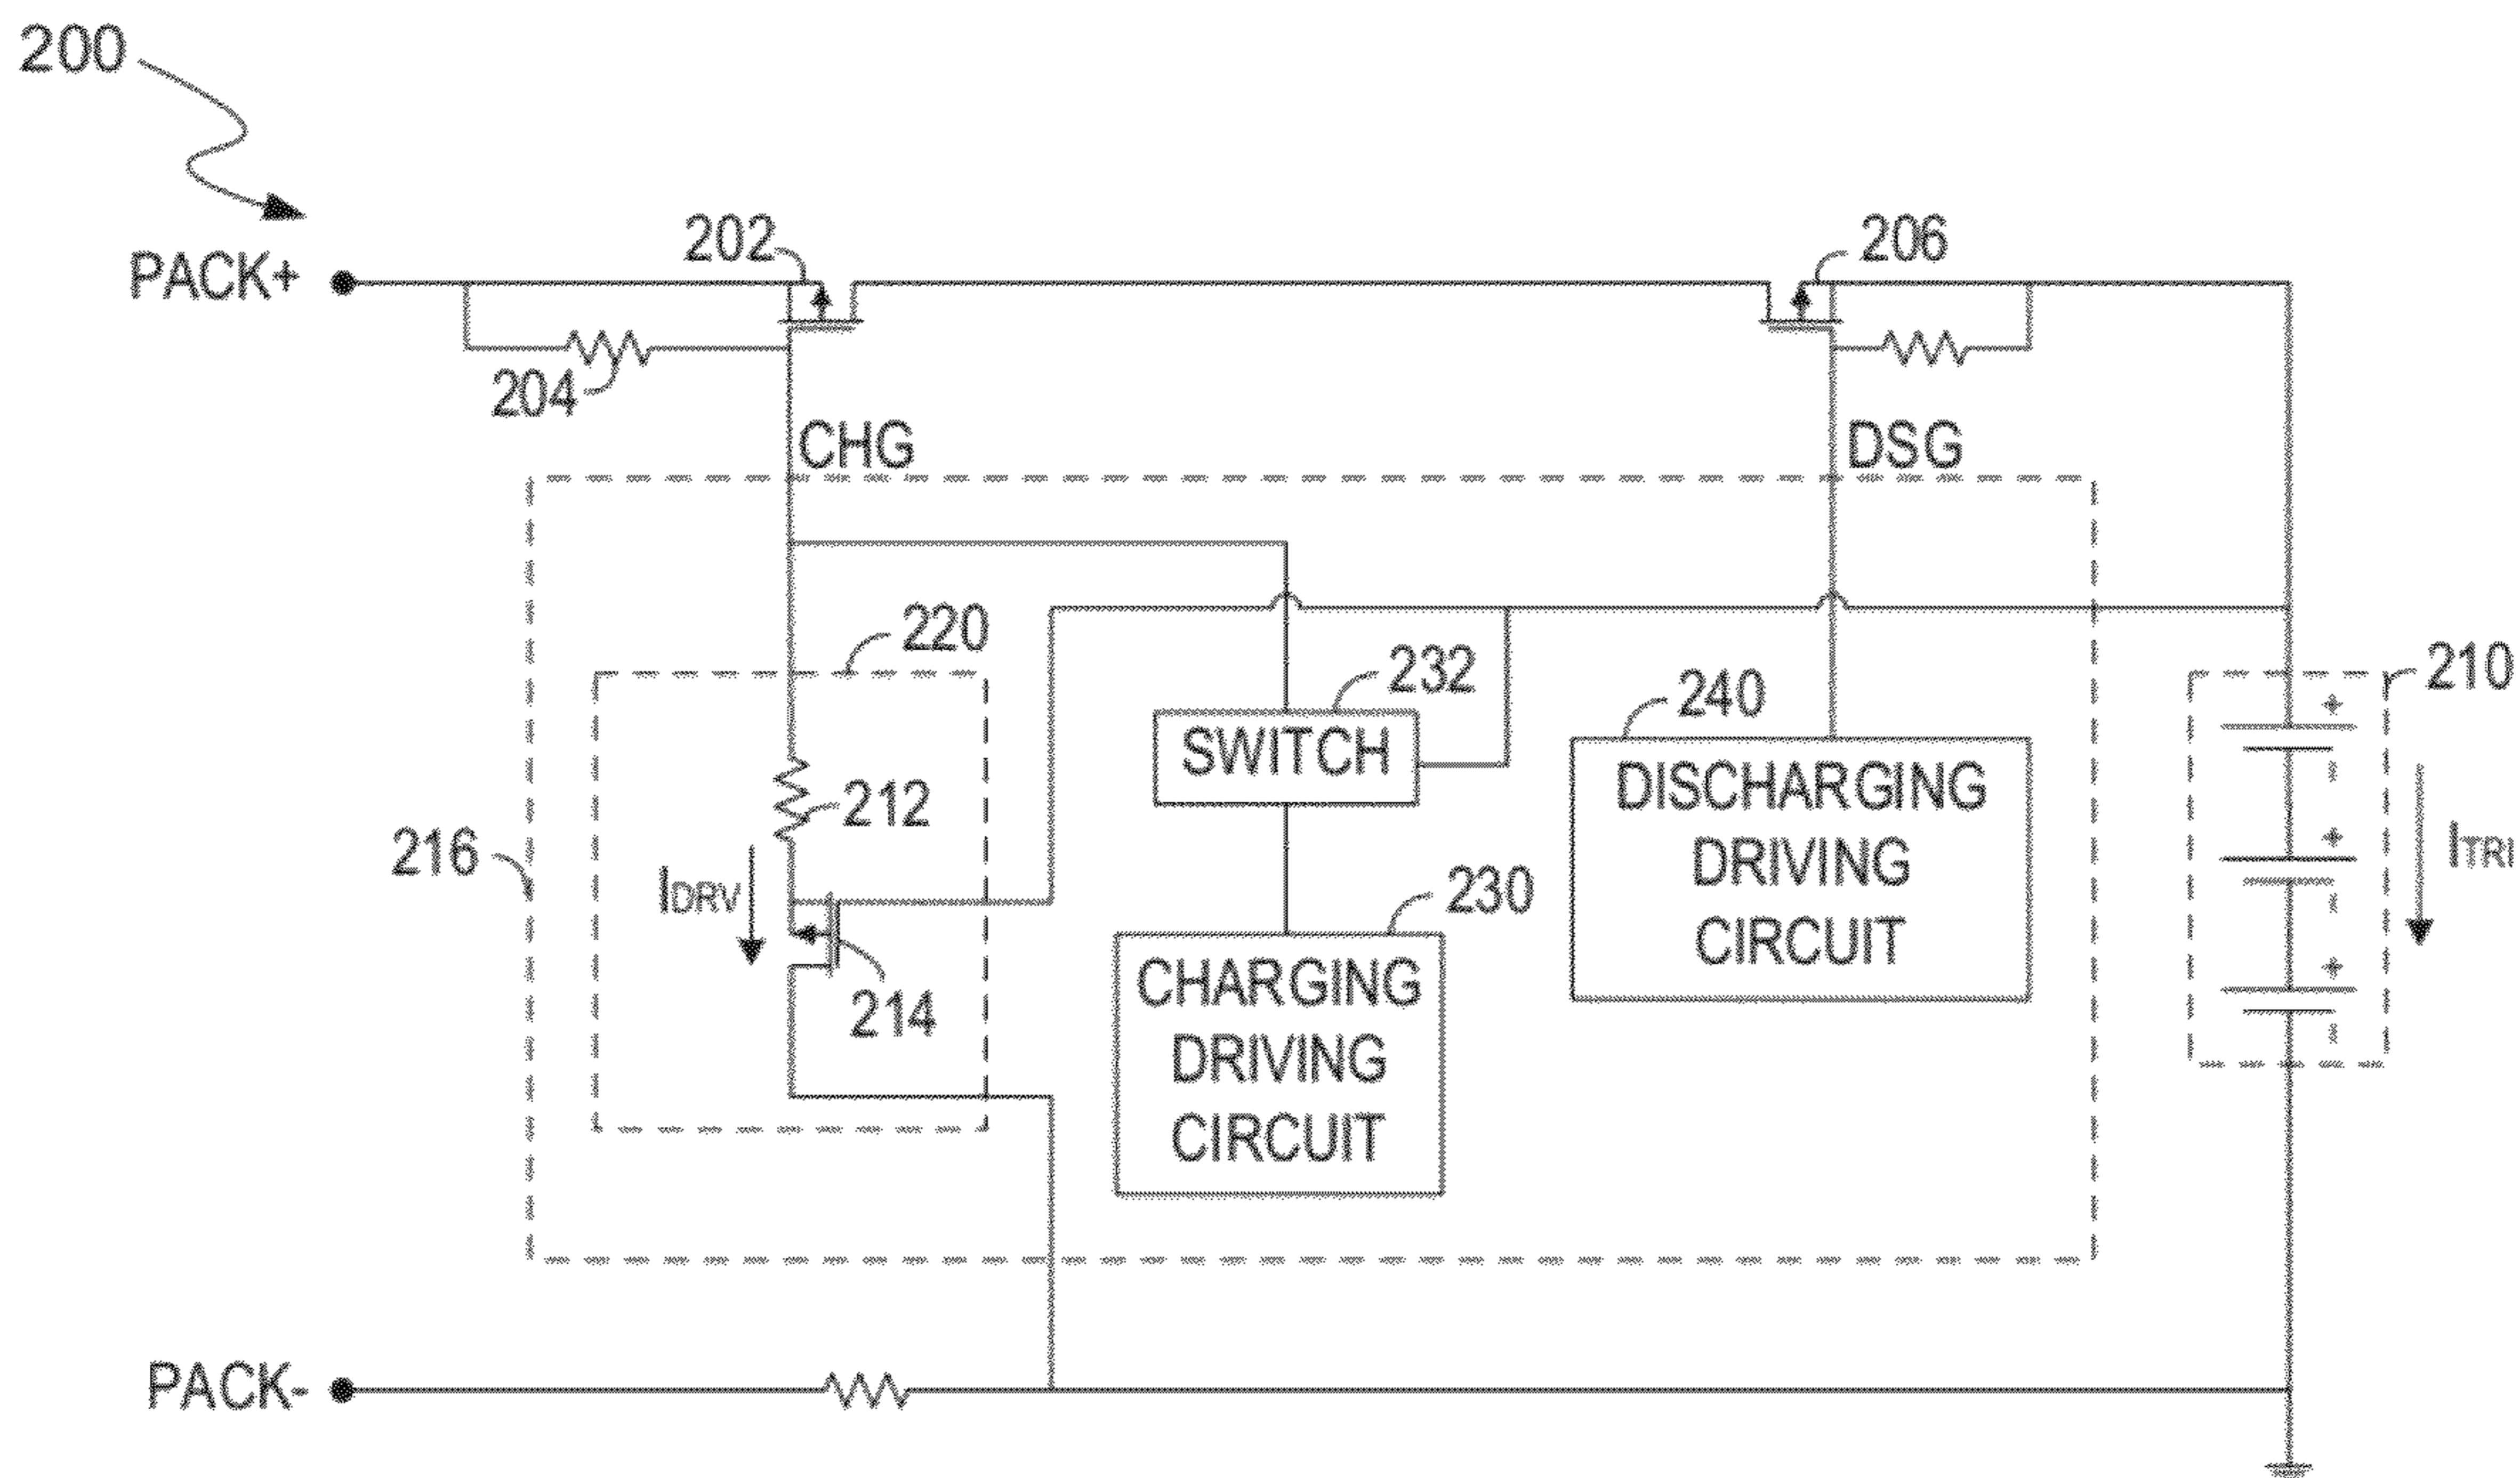 200
202
206
PACK+
204
CHG
DSG
220
232
210
240
SWITCH
DISCHARGING
DRIVING
CIRCUIT
212
216
IDRV
ITRI
230
214
CHARGING
DRIVING
CIRCUIT
PACK-